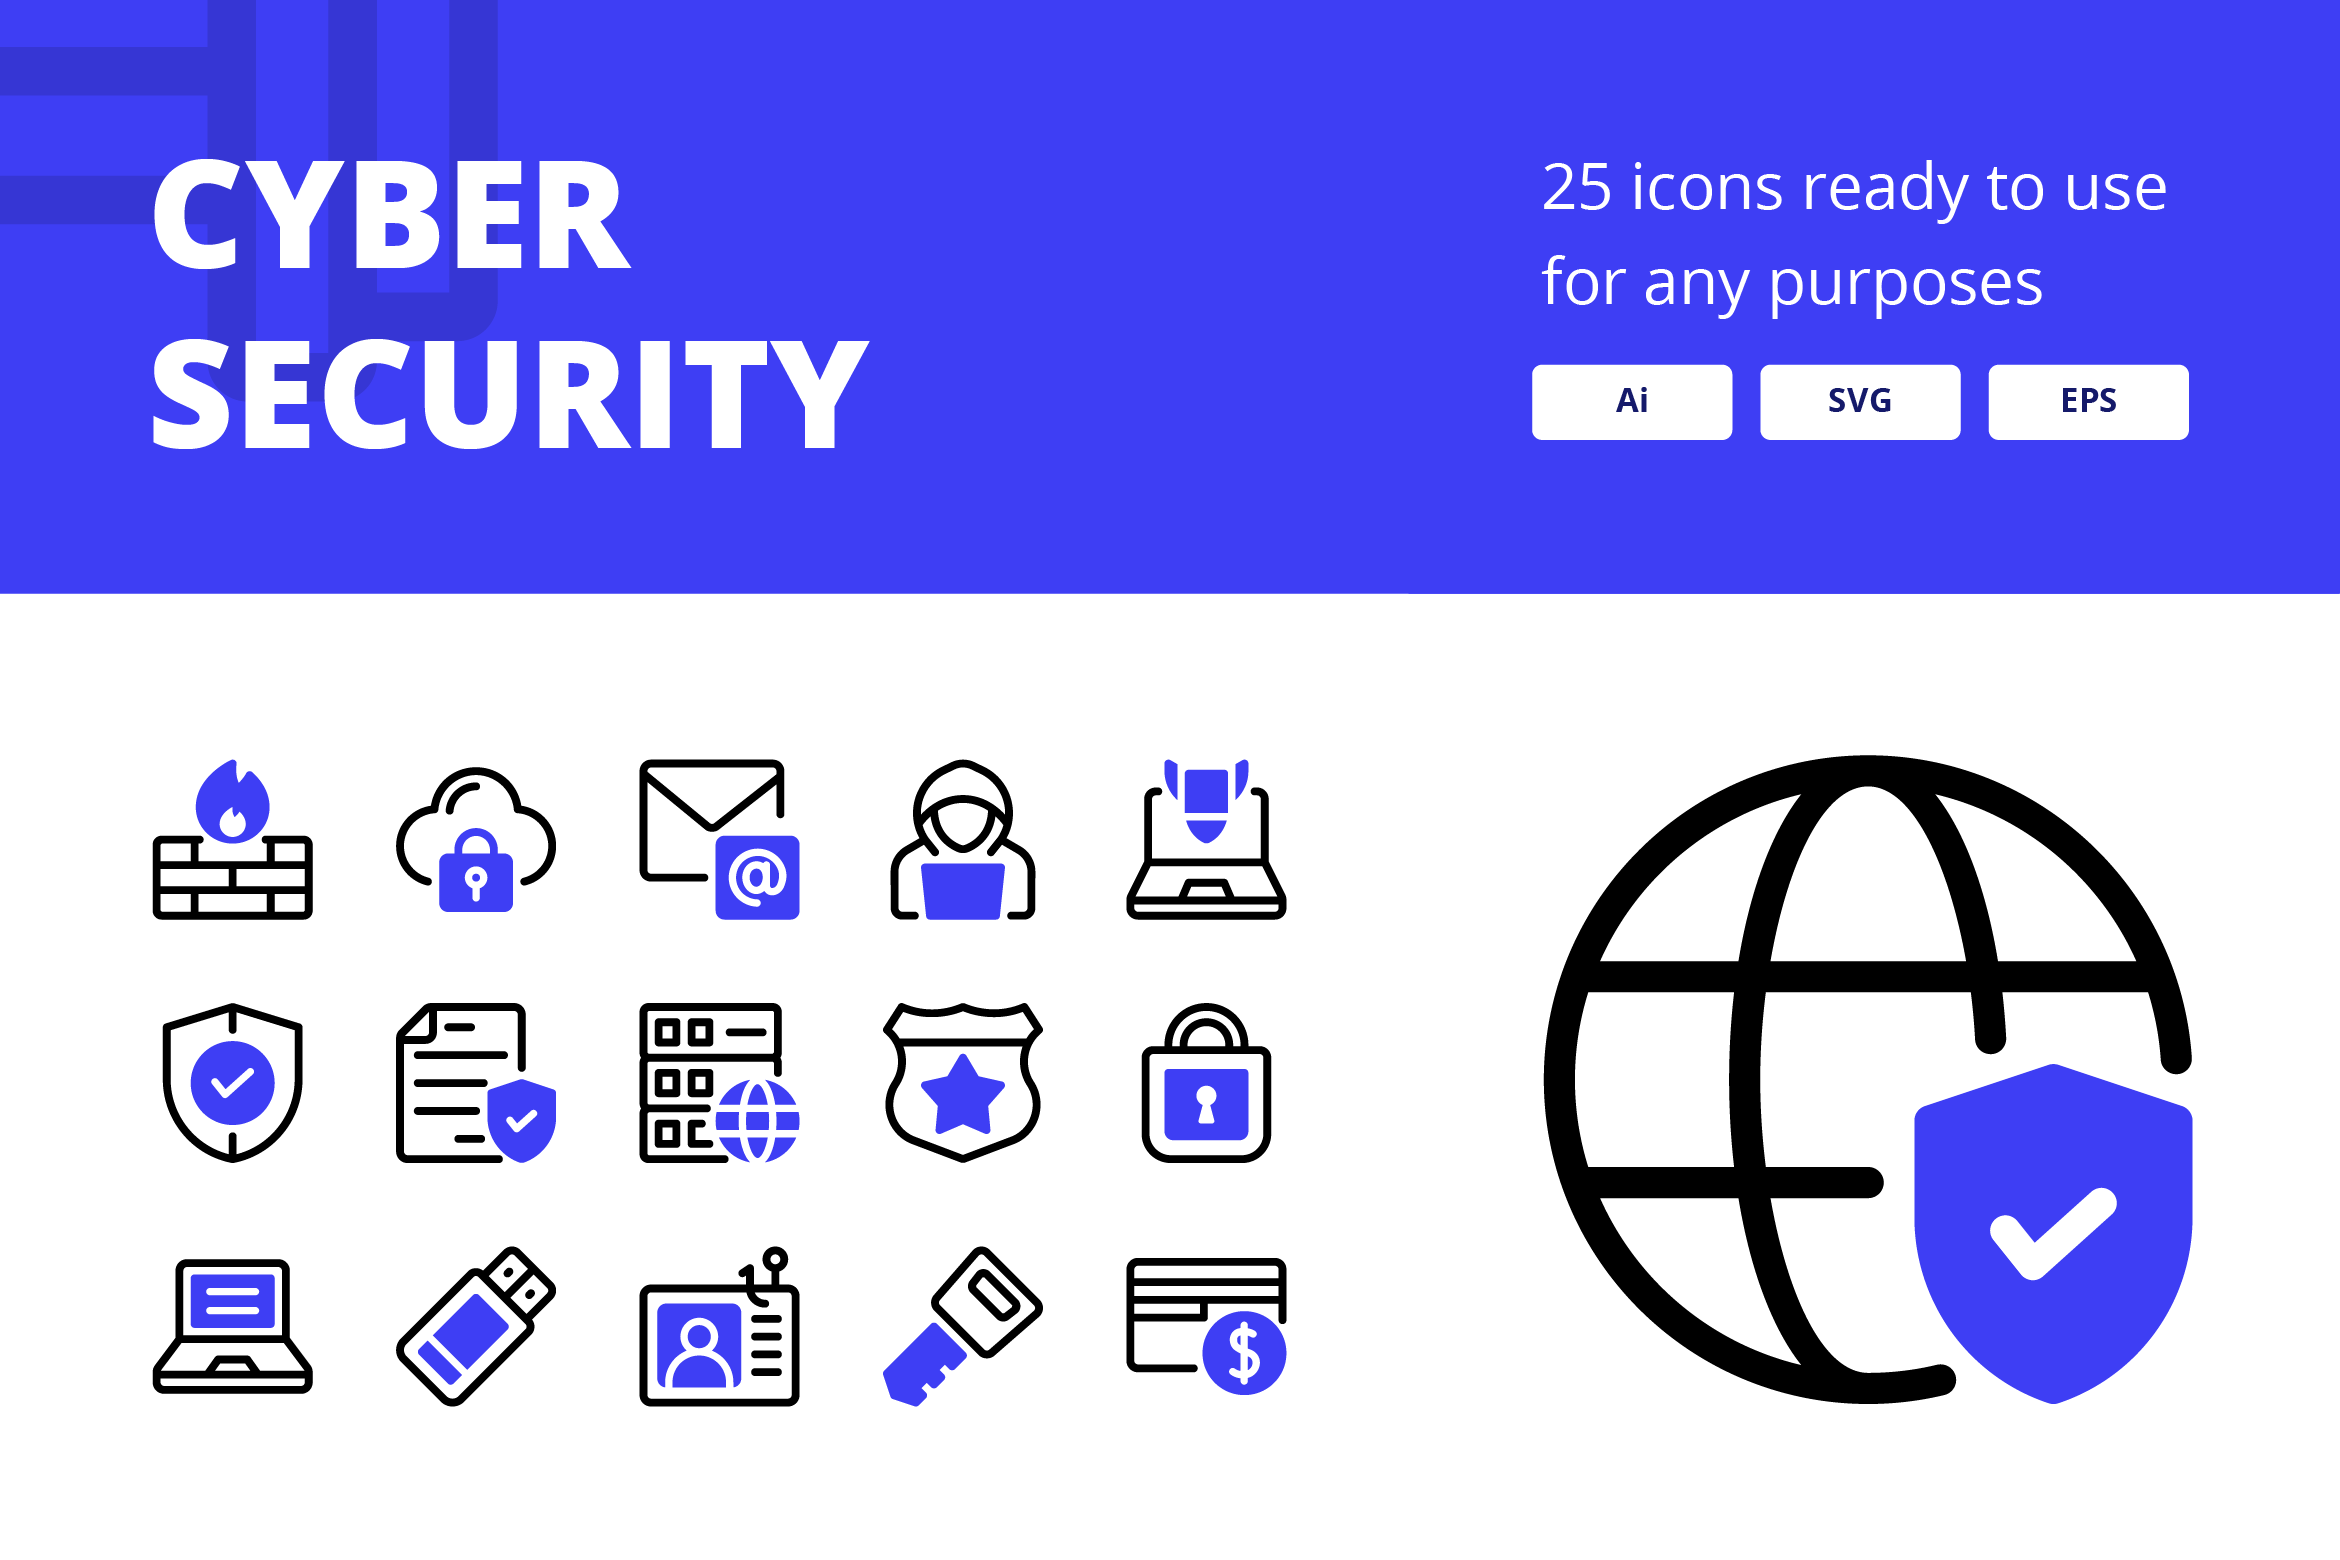 CYBER
SECURITY
25 icons ready to use
for any purposes
Ai
SVG
EPS
@
$